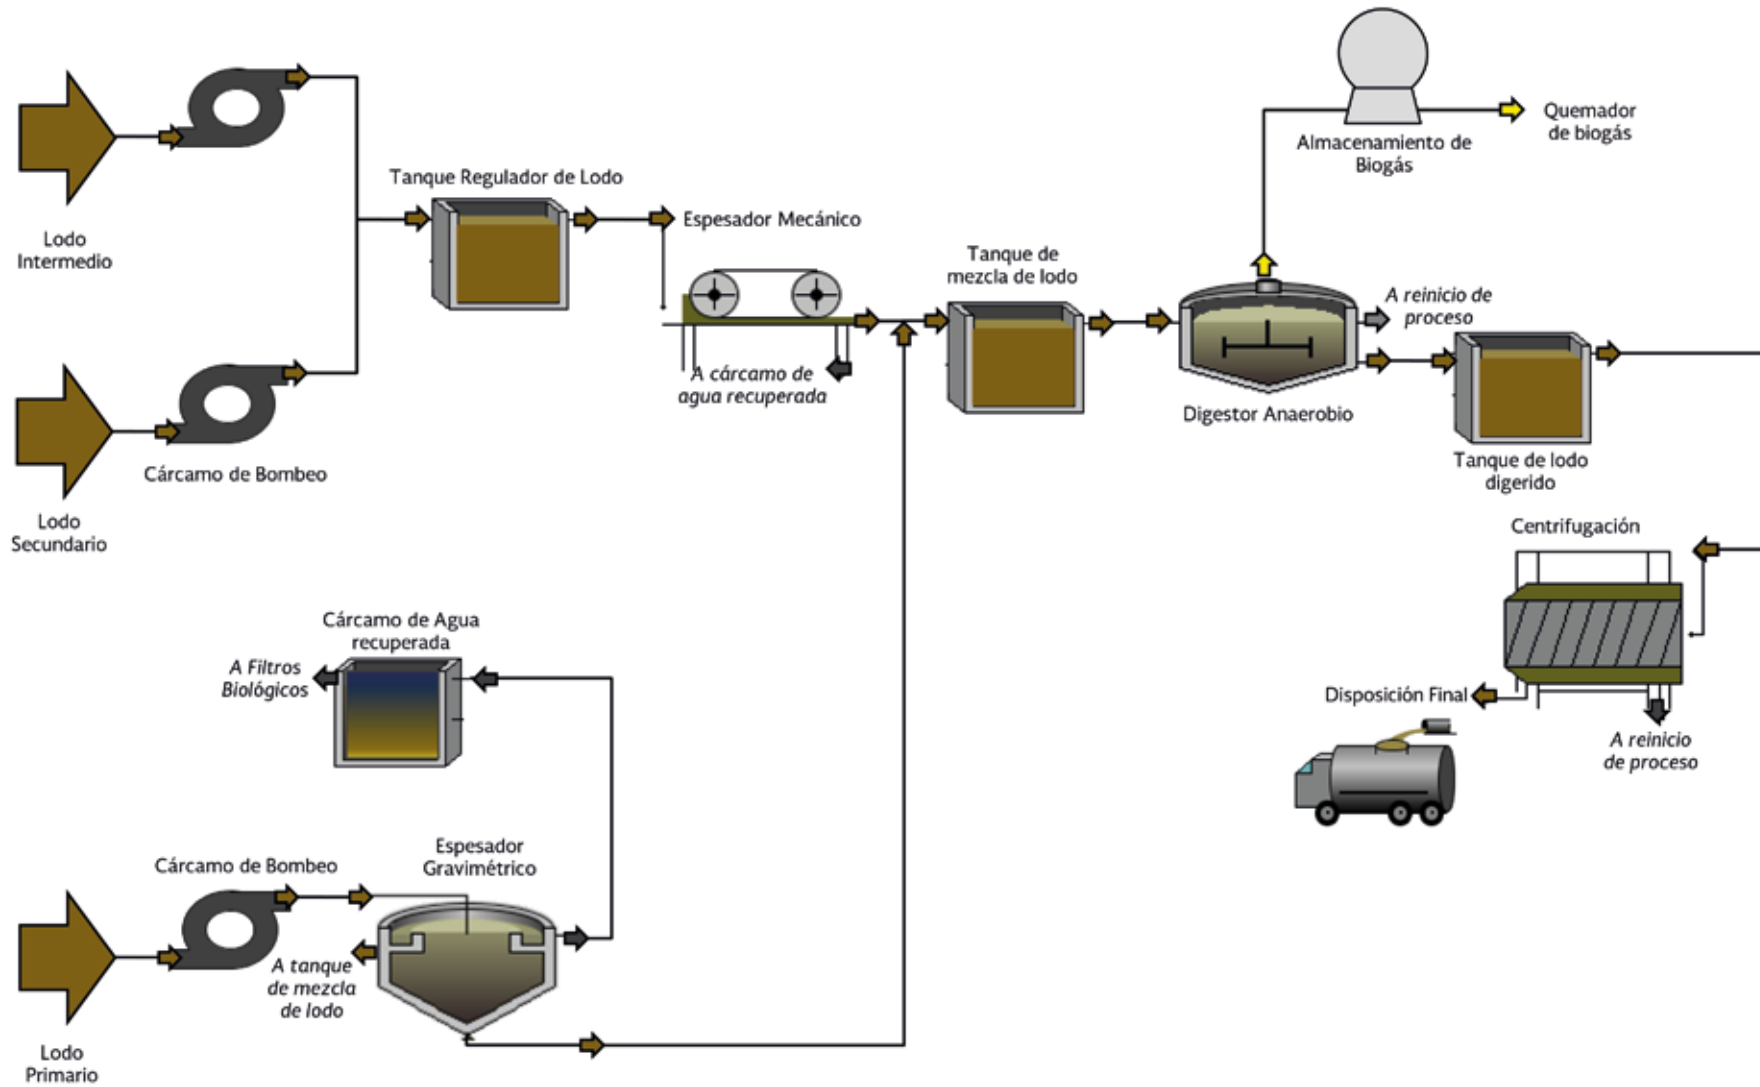 Quemador
de biogás
Almacenamiento de
Biogás
Tanque Regulador de Lodo
Espesador Mecánico
Lodo
Intermedio
Tanque de
mezcla de lodo
A reinicio de
proceso
A cárcamo de
agua recuperada
Digestor Anaerobio
Tanque de lodo
digerido
Cárcamo de Bombeo
Lodo
Secundario
Centrifugación
Cárcamo de Agua
recuperada
A Filtros
Biológicos
Disposición Final
A reinicio
de proceso
Espesador
Gravimétrico
Cárcamo de Bombeo
A tanque
de mezcla
de lodo
Lodo
Primario